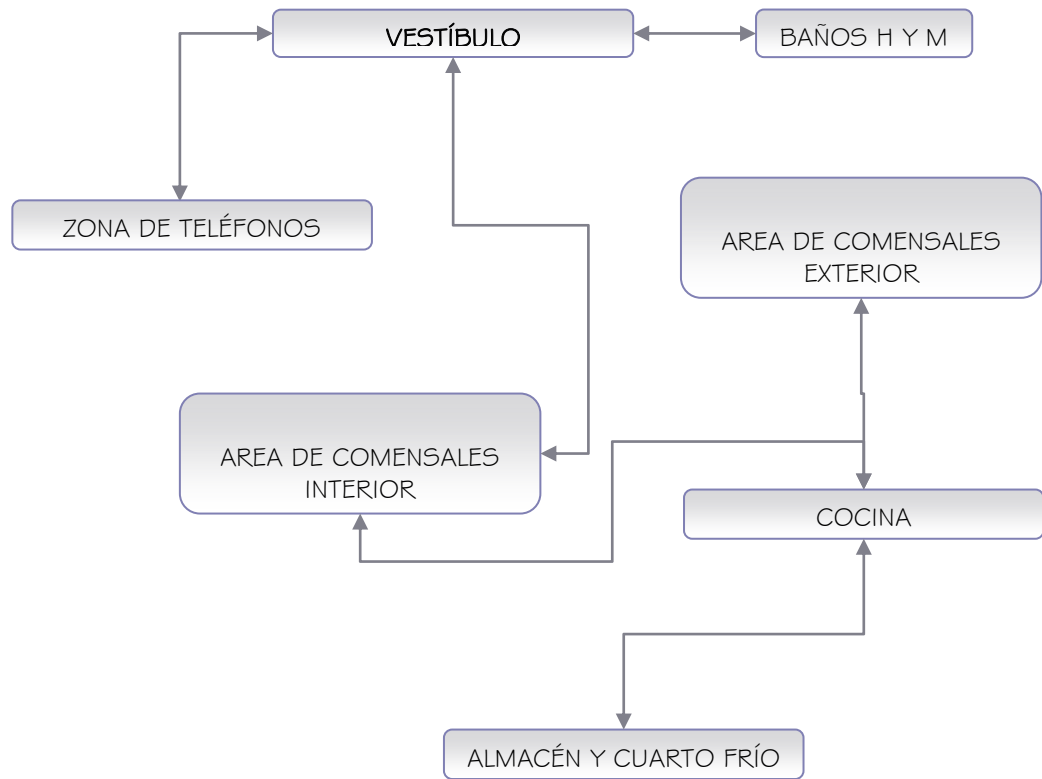 VESTÍBULO
BAÑOS H Y M
ZONA DE TELÉFONOS
AREA DE COMENSALES
EXTERIOR
AREA DE COMENSALES
INTERIOR
COCINA
ALMACÉN Y CUARTO FRÍO